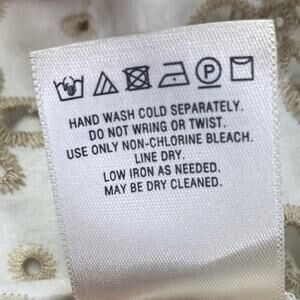 HAND WASH COLD SEPARATELY.
DO NOT WRING OR TWIST.
USE ONLY NON-CHLORINE BLEACH.
LINE DRY.
LOW IRON AS NEEDED.
MAY BE DRY CLEANED.